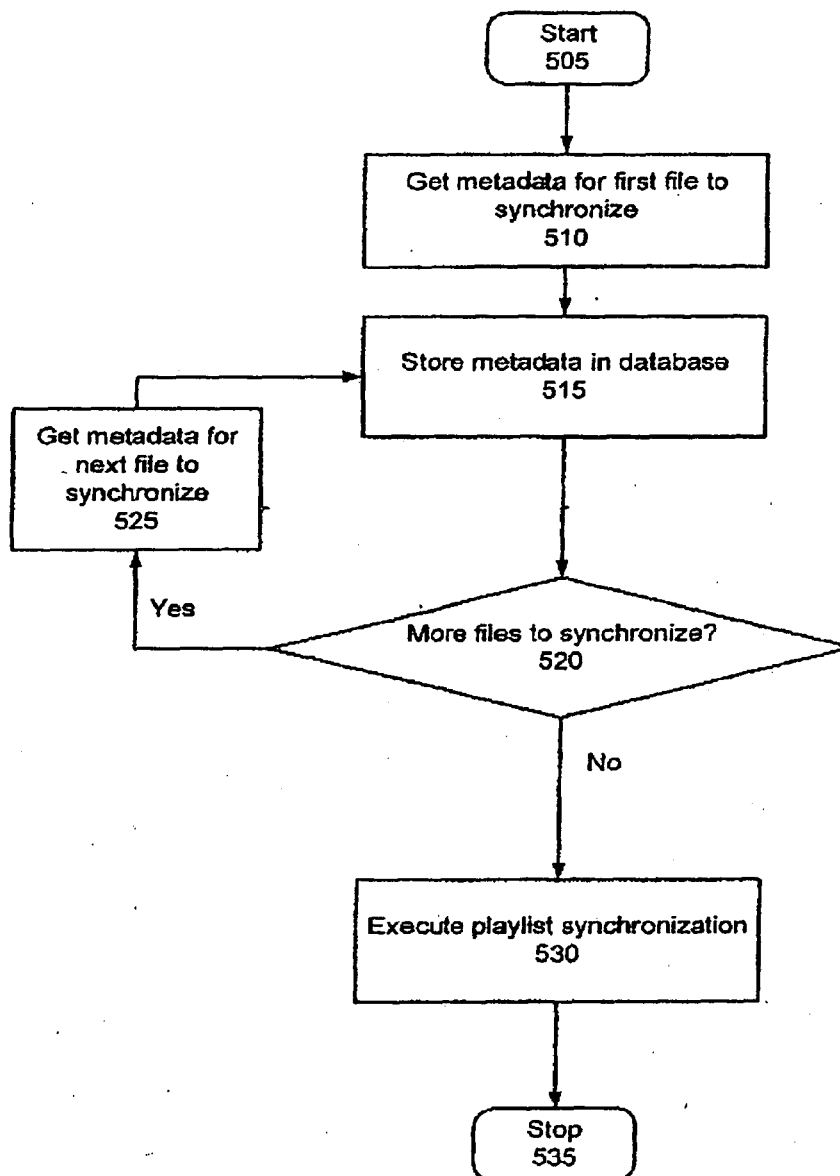 Start
505
Get metadata for first file to
synchronize
510
Store metadata in database
515
Get metadata for
next file to
synchronize
525
Yes
More files to synchronize?
520
No
Execute playlist synchronization
530
Stop
535